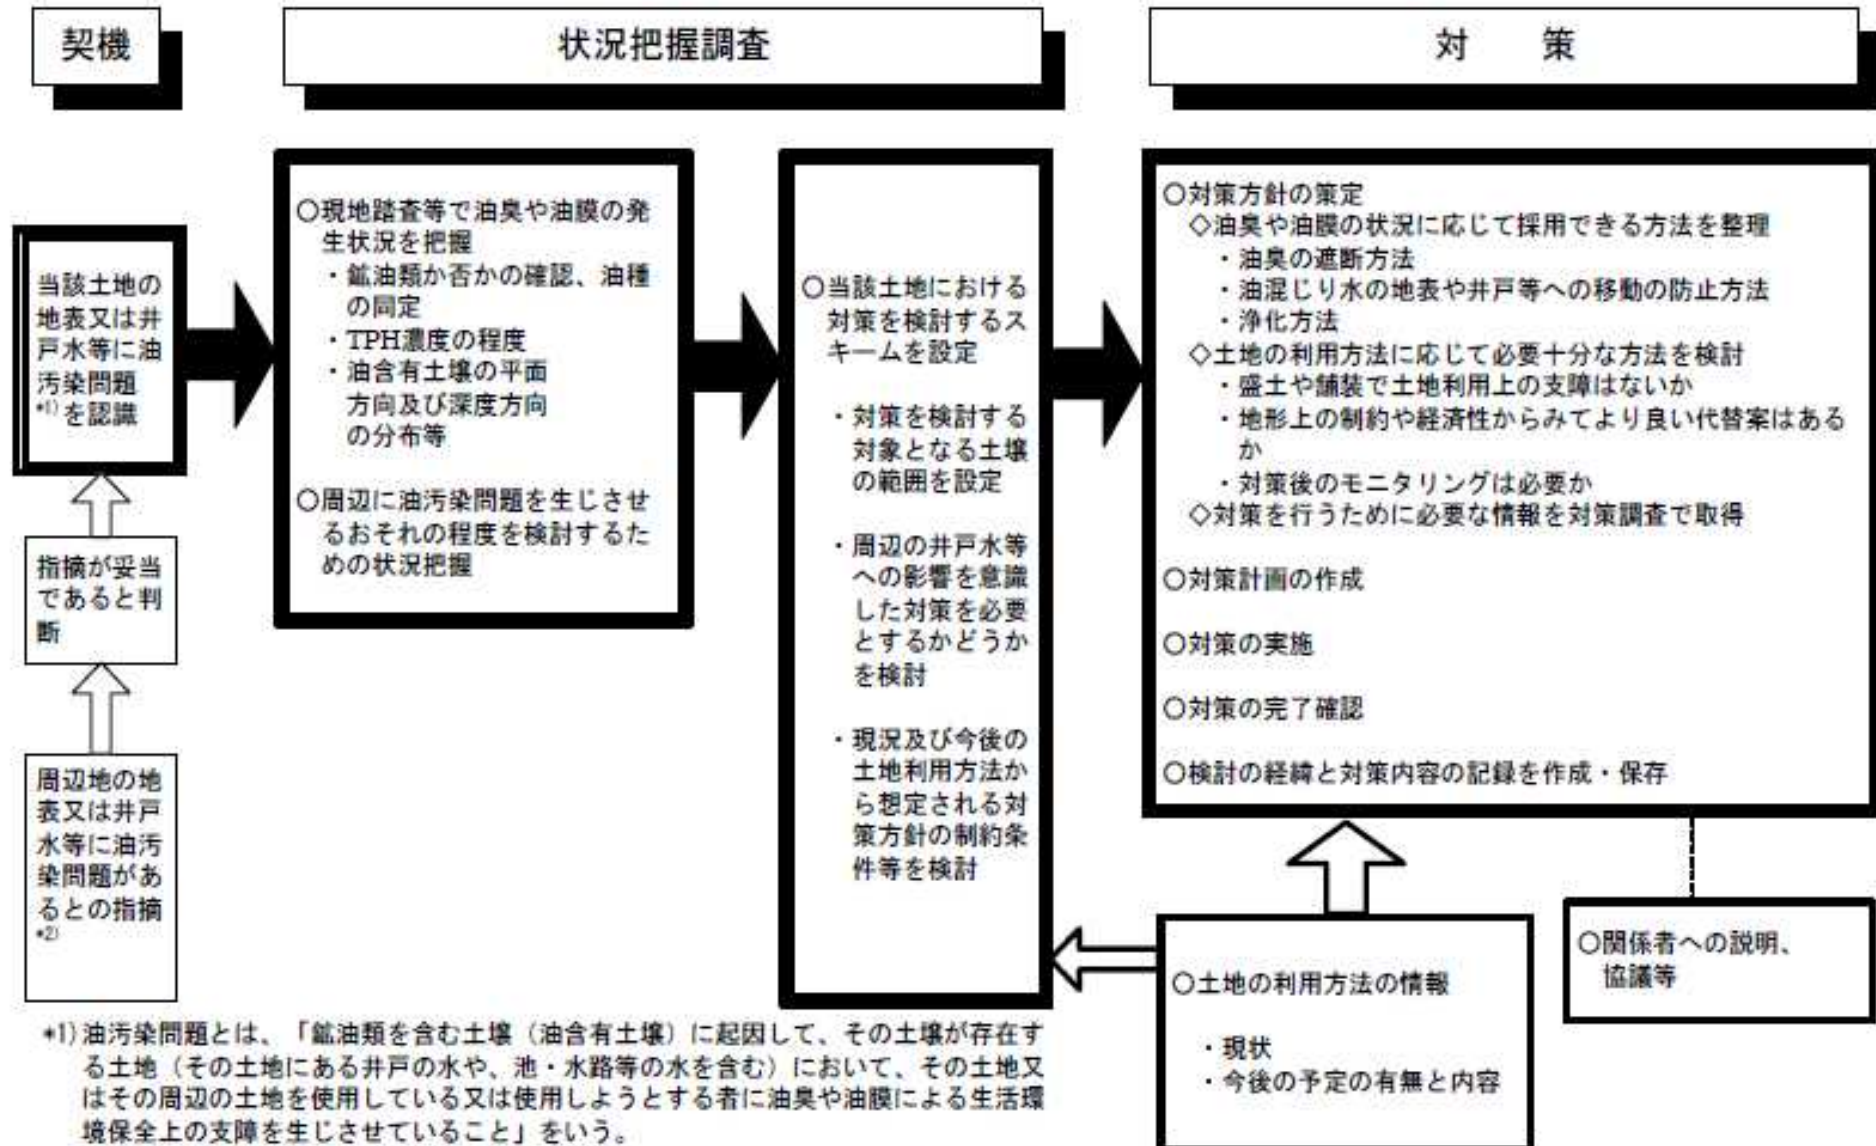 契機
状況把握調査
対　策
当該土地の
地表又は井
戸水等に油
汚染問題
*1)を認識
指摘が妥当
であると判
断
周辺地の地
表又は井戸
水等に油汚
染問題があ
るとの指摘
*2)
○現地踏査等で油臭や油膜の発
生状況を把握
・鉱油類か否かの確認、油種
の同定
・TPH濃度の程度
・油含有土壌の平面
方向及び深度方向
の分布等
○周辺に油汚染問題を生じさせ
るおそれの程度を検討するた
めの状況把握
○当該土地における
対策を検討するス
キームを設定
・対策を検討する
対象となる土壌
の範囲を設定
・周辺の井戸水等
への影響を意識
した対策を必要
とするかどうか
を検討
・現況及び今後の
土地利用方法か
ら想定される対
策方針の制約条
件等を検討
○対策方針の策定
◇油臭や油膜の状況に応じて採用できる方法を整理
・油臭の遮断方法
・油混じり水の地表や井戸等への移動の防止方法
・浄化方法
◇土地の利用方法に応じて必要十分な方法を検討
・盛土や舗装で土地利用上の支障はないか
・地形上の制約や経済性からみてより良い代替案はある
か
・対策後のモニタリングは必要か
◇対策を行うために必要な情報を対策調査で取得
○対策計画の作成
○対策の実施
○対策の完了確認
○検討の経緯と対策内容の記録を作成・保存
○土地の利用方法の情報
・現状
・今後の予定の有無と内容
○関係者への説明、
協議等
*1)油汚染問題とは、「鉱油類を含む土壌（油含有土壌）に起因して、その土壌が存在す
る土地（その土地にある井戸の水や、池・水路等の水を含む）において、その土地又
はその周辺の土地を使用している又は使用しようとする者に油臭や油膜による生活環
境保全上の支障を生じさせていること」をいう。